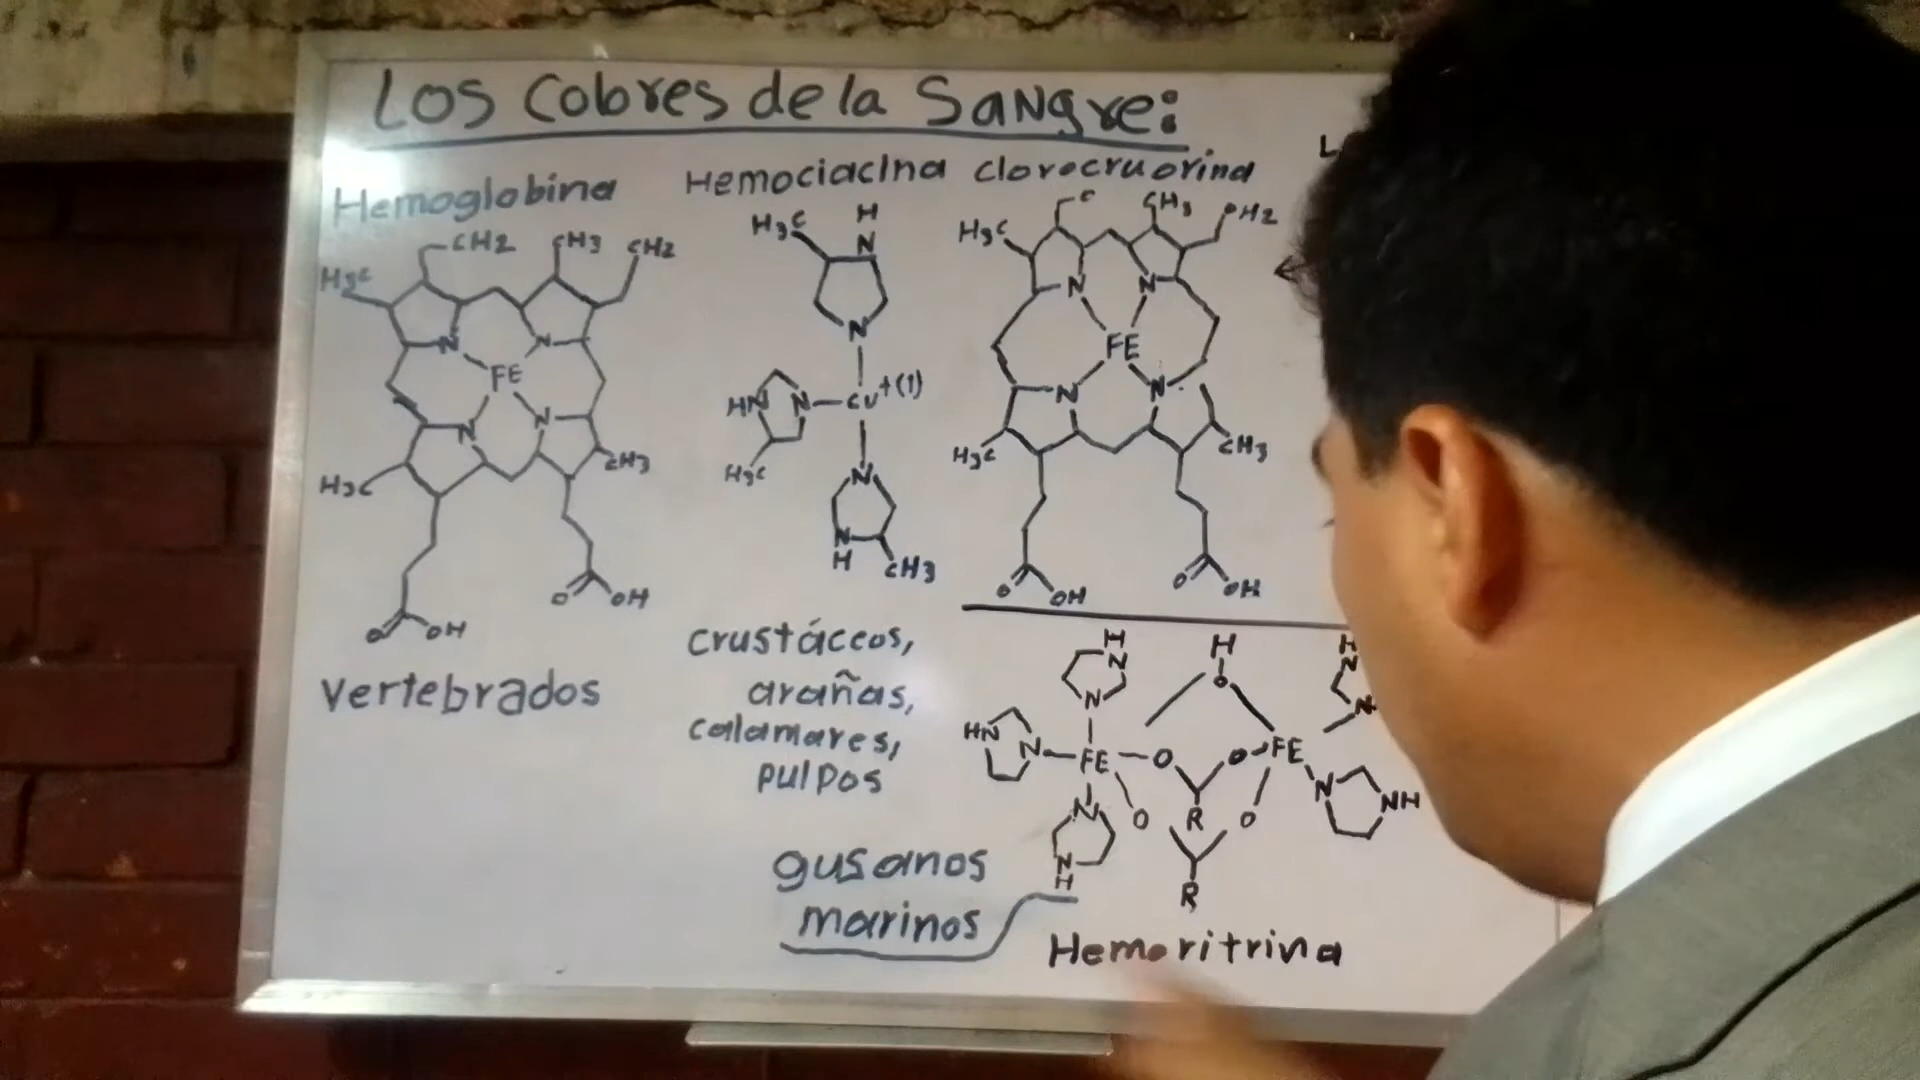 Los Colores de la Sangre:
Hemoglobina
Hemociacina
clorocruorina
L
CH2
CH3
CH2
H3C
N
N
FE
N
N
H3C
CH3
O
OH
O
OH
vertebrados
H3C
H
N
N
HN
N
Cu+(1)
H3C
N
N
H
CH3
crustáceos,
arañas,
calamares,
pulpos
C
CH3
CH2
H3C
N
N
FE
N
N
H3C
CH3
O
OH
O
OH
H
N
N
HN
N
FE
O
O
N
N
H
H
O
O
FE
O
R
R
H
N
N
N
NH
gusanos
marinos
Hemeritrina